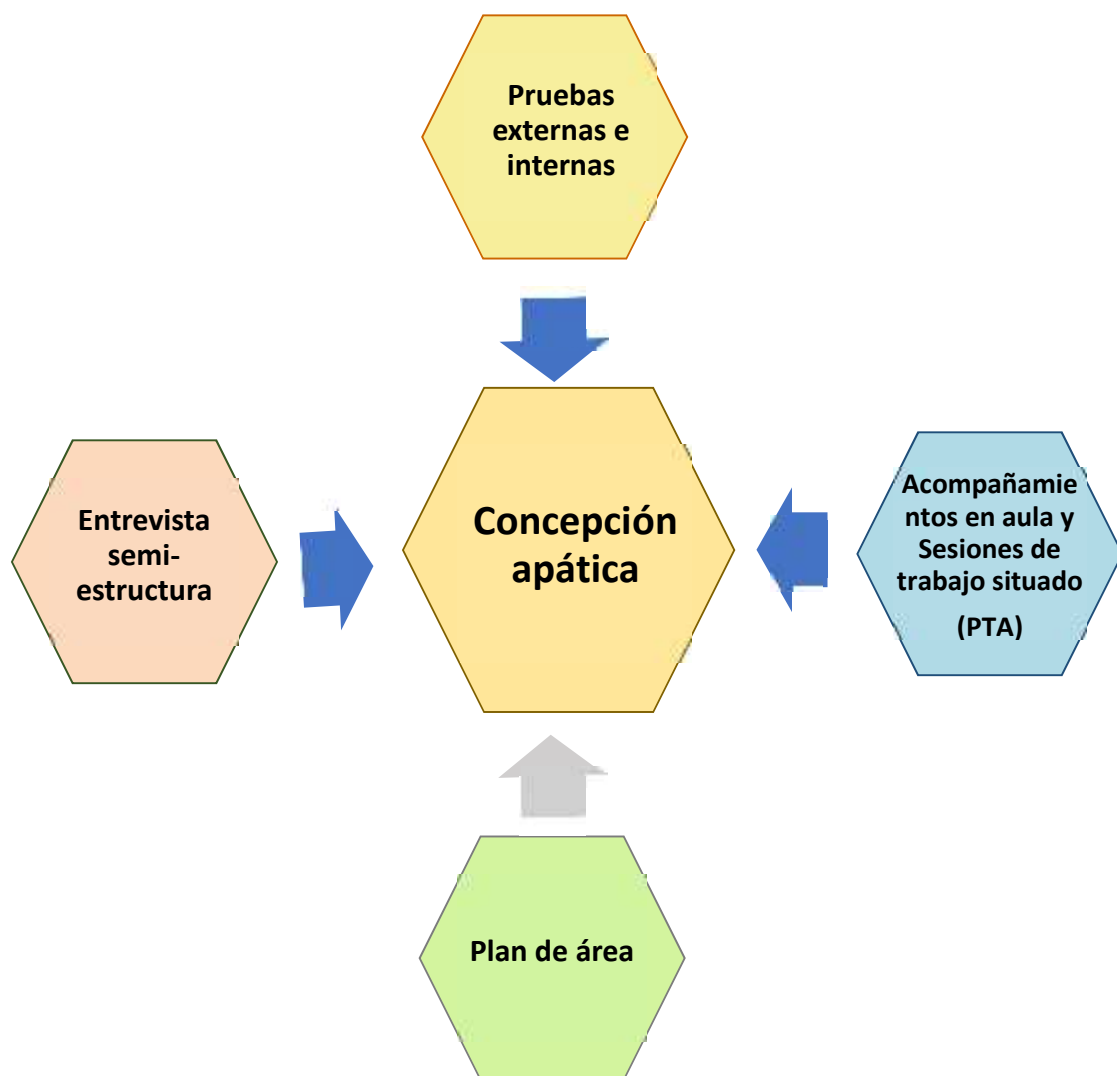 Pruebas
externas e
internas
Entrevista
semi-
estructura
Concepción
apática
Acompañamie
ntos en aula y
Sesiones de
trabajo situado
(PTA)
Plan de área